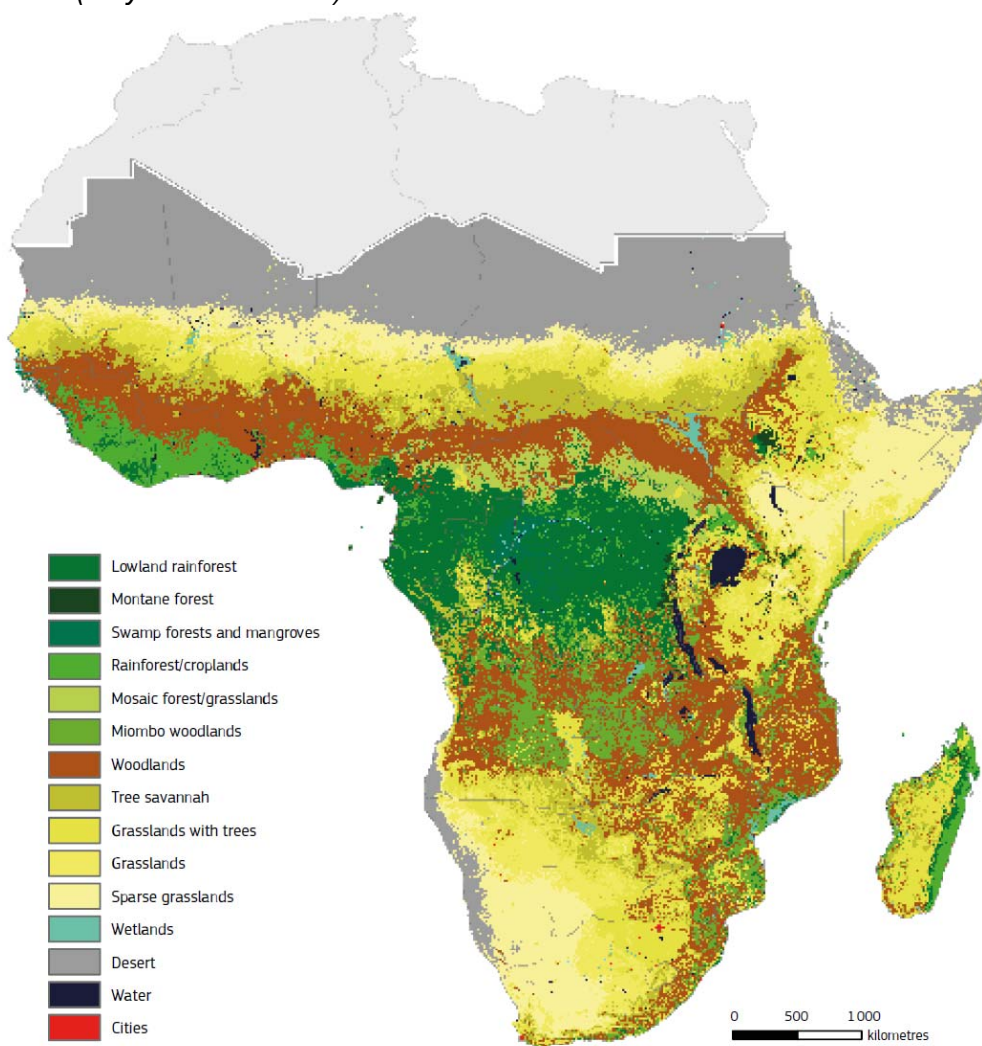 Lowland rainforest
Montane forest
Swamp forests and mangroves
Rainforest/croplands
Mosaic forest/grasslands
Miombo woodlands
Woodlands
Tree savannah
Grasslands with trees
Grasslands
Sparse grasslands
Wetlands
Desert
Water
Cities
0 500 1 000
kilometres